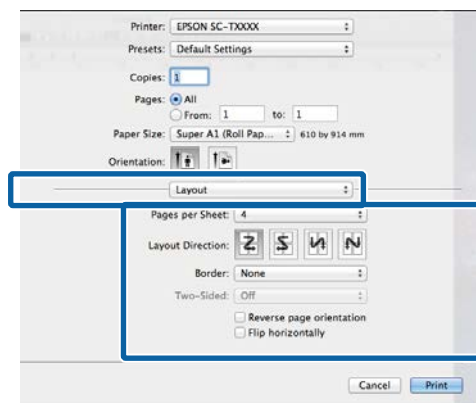 Printer: EPSON SC-TXXXX
Presets: Default Settings
Copies: 1
Pages: All
From: 1 to: 1
Paper Size: Super A1 (Roll Pap... 610 by 914 mm
Orientation:
Layout
Pages per Sheet: 4
Layout Direction:
Border: None
Two-Sided: Off
Reverse page orientation
Flip horizontally
Cancel Print